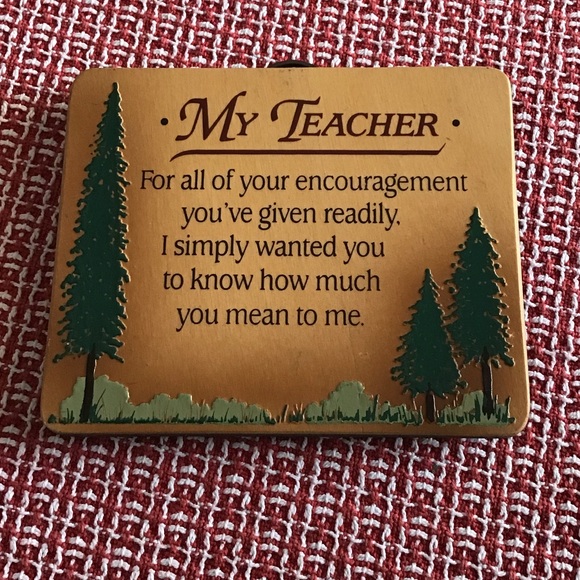 · My Teacher ·
For all of your encouragement
you've given readily,
I simply wanted you
to know how much
you mean to me.